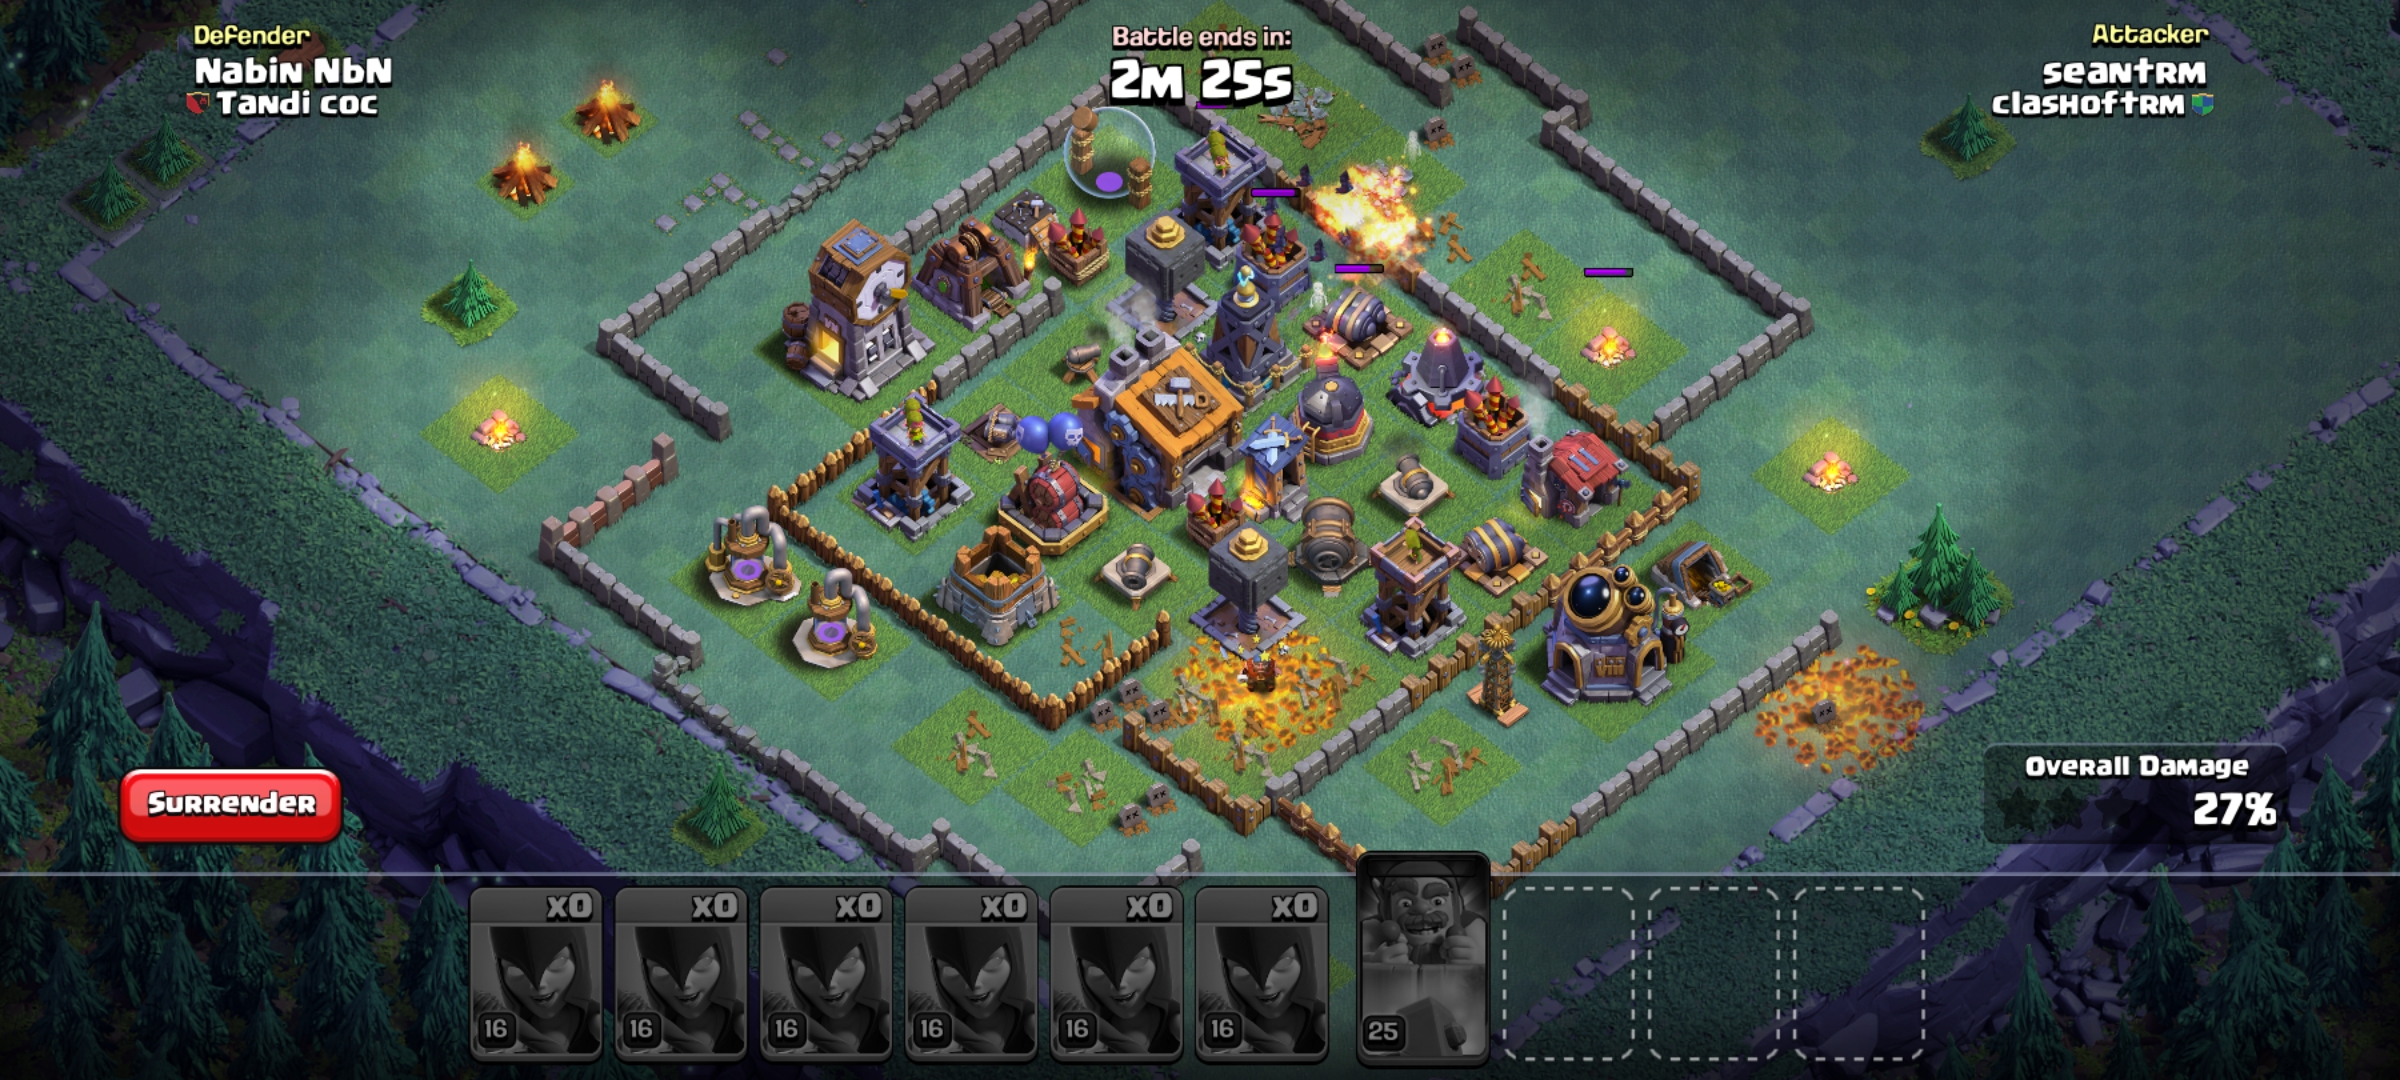 Defender
Nabin NbN
Tandi coc
Battle ends in:
2m 25s
Attacker
seantRM
clashoftRM
Surrender
Overall Damage
27%
x0
x0
x0
x0
x0
x0
16
16
16
16
16
16
25